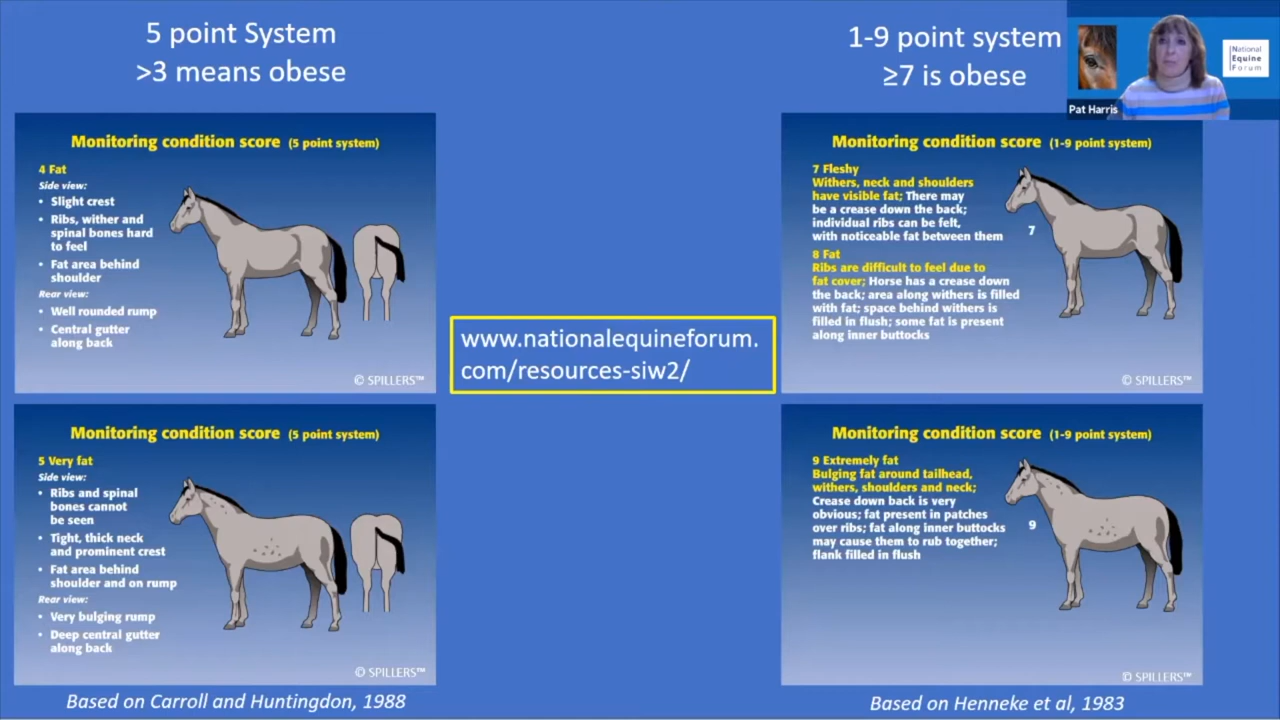 5 point System
>3 means obese
1-9 point system
≥7 is obese
National
Equine
Forum
Pat Harris
Monitoring condition score (5 point system)
4 Fat
Side view:
• Slight crest
• Ribs, wither and
spinal bones hard
to feel
• Fat area behind
shoulder
Rear view:
• Well rounded rump
• Central gutter
along back
© SPILLERS™
Monitoring condition score (1-9 point system)
7 Fleshy
Withers, neck and shoulders
have visible fat; There may
be a crease down the back;
individual ribs can be felt,
with noticeable fat between them
7
8 Fat
Ribs are difficult to feel due to
fat cover; Horse has a crease down
the back; area along withers is filled
with fat; space behind withers is
filled in flush; some fat is present
along inner buttocks
© SPILLERS™
www.nationalequineforum.
com/resources-siw2/
Monitoring condition score (5 point system)
5 Very fat
Side view:
• Ribs and spinal
bones cannot
be seen
• Tight, thick neck
and prominent crest
• Fat area behind
shoulder and on rump
Rear view:
• Very bulging rump
• Deep central gutter
along back
© SPILLERS™
Monitoring condition score (1-9 point system)
9 Extremely fat
Bulging fat around tailhead,
withers, shoulders and neck;
Crease down back is very
obvious; fat present in patches
over ribs; fat along inner buttocks
may cause them to rub together;
flank filled in flush
9
© SPILLERS™
Based on Carroll and Huntingdon, 1988
Based on Henneke et al, 1983